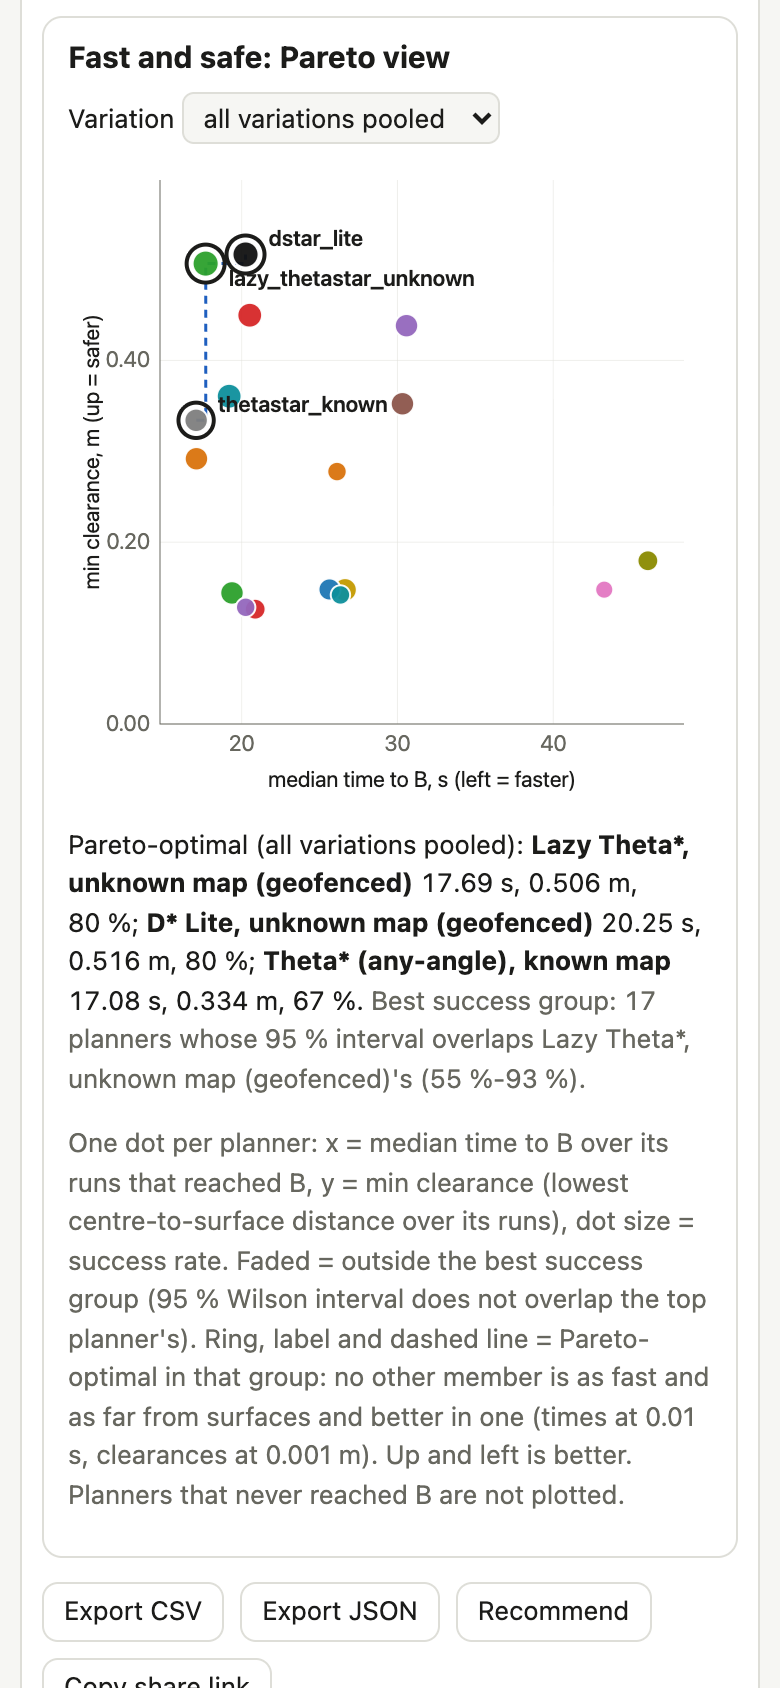 Fast and safe: Pareto view
Variation all variations pooled
dstar_lite
lazy_thetastar_unknown
thetastar_known
min clearance, m (up = safer)
0.40
0.20
0.00
20 30 40
median time to B, s (left = faster)
Pareto-optimal (all variations pooled): Lazy Theta*,
unknown map (geofenced) 17.69 s, 0.506 m,
80 %; D* Lite, unknown map (geofenced) 20.25 s,
0.516 m, 80 %; Theta* (any-angle), known map
17.08 s, 0.334 m, 67 %. Best success group: 17
planners whose 95 % interval overlaps Lazy Theta*,
unknown map (geofenced)'s (55 %-93 %).
One dot per planner: x = median time to B over its
runs that reached B, y = min clearance (lowest
centre-to-surface distance over its runs), dot size =
success rate. Faded = outside the best success
group (95 % Wilson interval does not overlap the top
planner's). Ring, label and dashed line = Pareto-
optimal in that group: no other member is as fast and
as far from surfaces and better in one (times at 0.01
s, clearances at 0.001 m). Up and left is better.
Planners that never reached B are not plotted.
Export CSV Export JSON Recommend
Copy share link